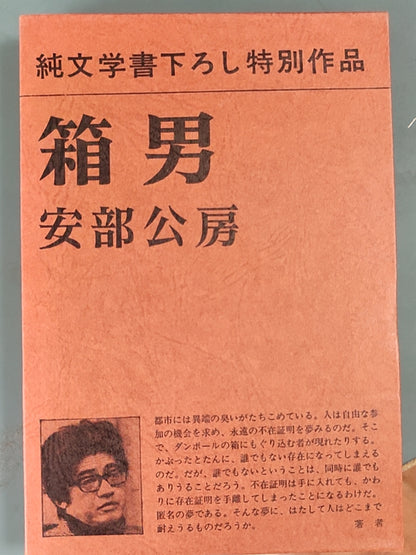 純文学書下ろし特別作品
箱男
安部公房
都市には異端の臭いがたちこめている。人は自由な参
加の機会を求め、永遠の不在証明を夢みるのだ。そこ
で、ダンボールの箱にもぐり込む者が現れたりする。
かぶったとたんに、誰でもない存在になってしまえる
のだ。だが、誰でもないということは、同時に誰でも
ありうることだろう。不在証明は手に入れても、かわ
りに存在証明を手離してしまったことになるわけだ。
匿名の夢である。そんな夢に、はたして人はどこまで
耐えうるものだろうか。
著者